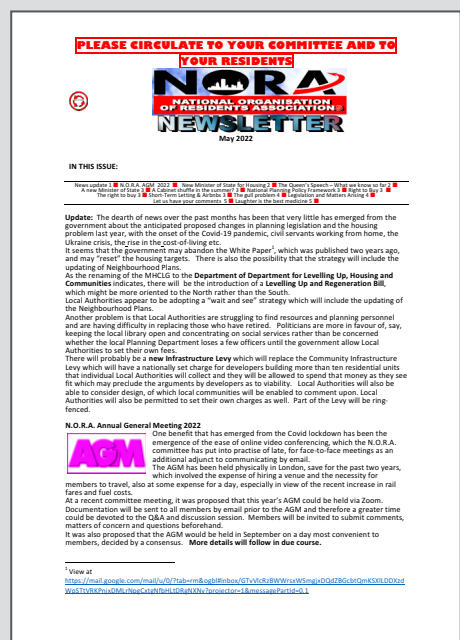 PLEASE CIRCULATE TO YOUR COMMITTEE AND TO
YOUR RESIDENTS
NORA
NATIONAL ORGANISATION
OF RESIDENTS ASSOCIATIONS
NEWSLETTER
May 2022
IN THIS ISSUE:
News update 1 ■ N.O.R.A. AGM 2022 ■ New Minister of State for Housing 2 ■ The Queen's Speech – What we know so far 2 ■
A new Minister of State 3 ■ A Cabinet shuffle in the summer? 3 ■ National Planning Policy Framework 3 ■ Right to Buy 3 ■
The right to buy 3 ■ Short-Term Letting & Airbnbs 3 ■ The gulf problem 4 ■ Legislation and Matters Arising 4 ■
Let us have your comments 5 ■ Laughter is the best medicine 5 ■
Update: The dearth of news over the past months has been that very little has emerged from the
government about the anticipated proposed changes in planning legislation and the housing
problem last year, with the onset of the Covid-19 pandemic, civil servants working from home, the
Ukraine crisis, the rise in the cost-of-living etc.
It seems that the government may abandon the White Paper¹, which was published two years ago,
and may "reset" the housing targets. There is also the possibility that the strategy will include the
updating of Neighbourhood Plans.
As the renaming of the MHCLG to the Department of Department for Levelling Up, Housing and
Communities indicates, there will be the introduction of a Levelling Up and Regeneration Bill,
which might be more oriented to the North rather than the South.
Local Authorities appear to be adopting a "wait and see" strategy which will include the updating of
the Neighbourhood Plans.
Another problem is that Local Authorities are struggling to find resources and planning personnel
and are having difficulty in replacing those who have retired. Politicians are more in favour of, say,
keeping the local library open and concentrating on social services rather than be concerned
whether the local Planning Department loses a few officers until the government allow Local
Authorities to set their own fees.
There will probably be a new Infrastructure Levy which will replace the Community Infrastructure
Levy which will have a nationally set charge for developers building more than ten residential units
that individual Local Authorities will collect and they will be allowed to spend that money as they see
fit which may preclude the arguments by developers as to viability. Local Authorities will also be
able to consider design, of which local communities will be enabled to comment upon. Local
Authorities will also be permitted to set their own charges as well. Part of the Levy will be ring-
fenced.
N.O.R.A. Annual General Meeting 2022
AGM
One benefit that has emerged from the Covid lockdown has been the
emergence of the ease of online video conferencing, which the N.O.R.A.
committee has put into practise of late, for face-to-face meetings as an
additional adjunct to communicating by email.
The AGM has been held physically in London, save for the past two years,
which involved the expense of hiring a venue and the necessity for
members to travel, also at some expense for a day, especially in view of the recent increase in rail
fares and fuel costs.
At a recent committee meeting, it was proposed that this year's AGM could be held via Zoom.
Documentation will be sent to all members by email prior to the AGM and therefore a greater time
could be devoted to the Q&A and discussion session. Members will be invited to submit comments,
matters of concern and questions beforehand.
It was also proposed that the AGM would be held in September on a day most convenient to
members, decided by a consensus. More details will follow in due course.
¹ View at